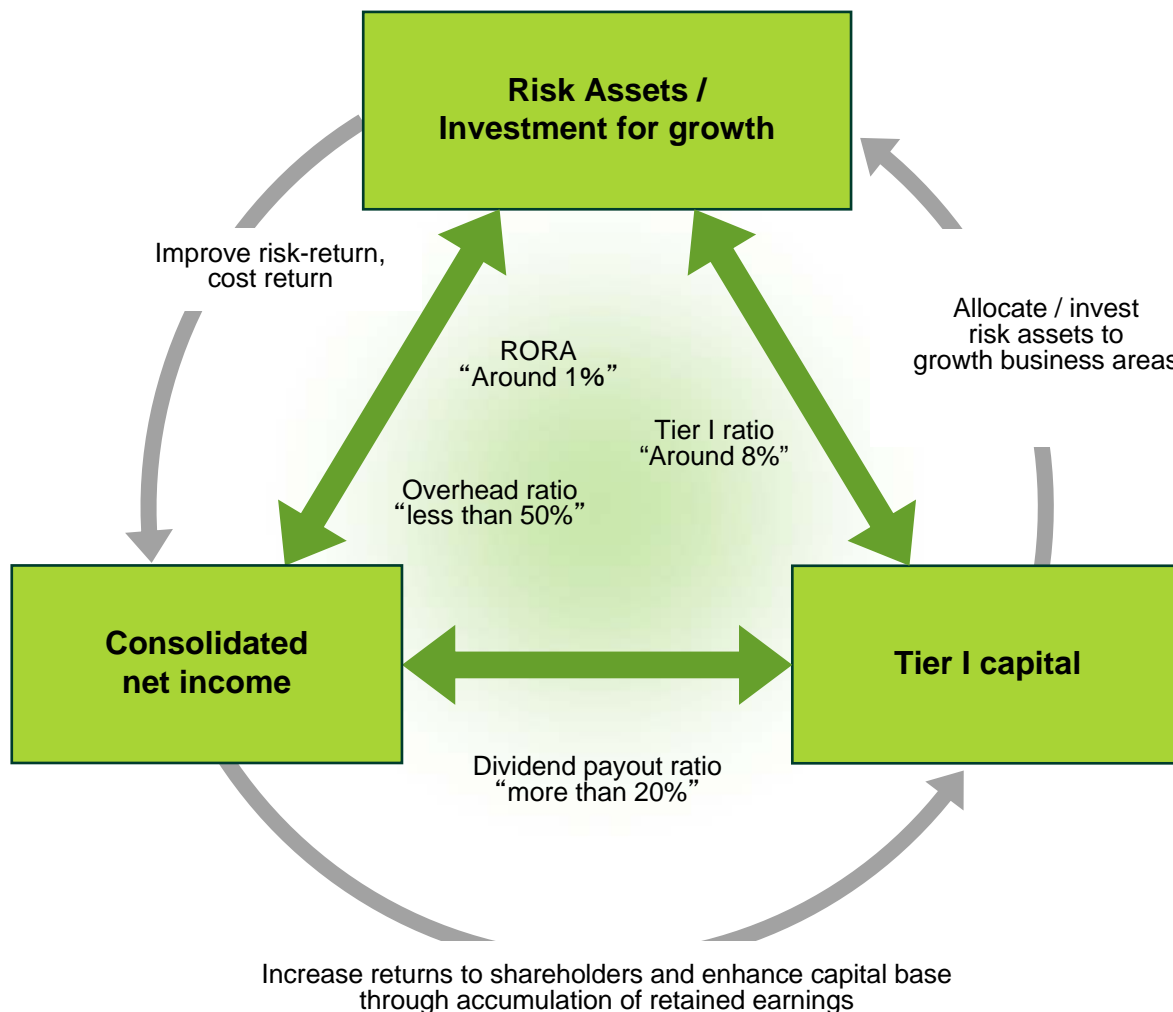 Risk Assets /
Investment for growth
Improve risk-return,
cost return
Allocate / invest
risk assets to
growth business areas
RORA
“Around 1%”
Tier I ratio
“Around 8%”
Overhead ratio
“less than 50%”
Consolidated
net income
Tier I capital
Dividend payout ratio
“more than 20%”
Increase returns to shareholders and enhance capital base
through accumulation of retained earnings